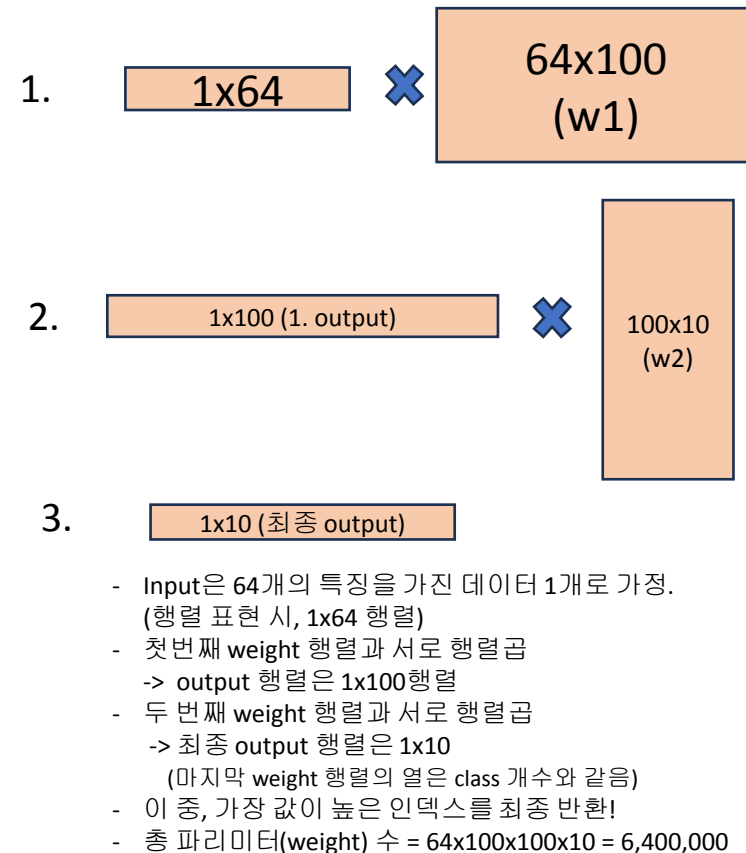 1.
1x64
64x100
(w1)
2.
1x100 (1. output)
100x10
(w2)
3.
1x10 (최종 output)
- Input은 64개의 특징을 가진 데이터 1개로 가정.
(행렬 표현 시, 1x64 행렬)
- 첫번째 weight 행렬과 서로 행렬곱
-> output 행렬은 1x100행렬
- 두 번째 weight 행렬과 서로 행렬곱
-> 최종 output 행렬은 1x10
(마지막 weight 행렬의 열은 class 개수와 같음)
- 이 중, 가장 값이 높은 인덱스를 최종 반환!
- 총 파리미터(weight) 수 = 64x100x100x10 = 6,400,000